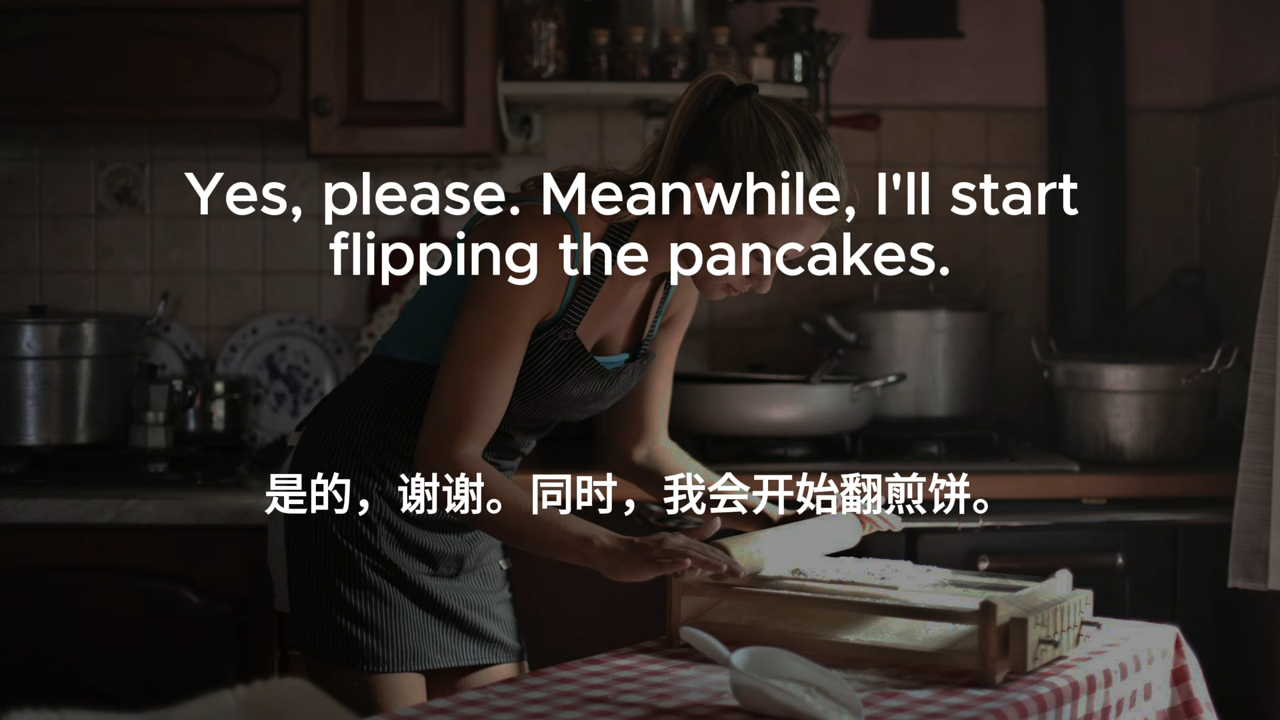 Yes, please. Meanwhile, I'll start
flipping the pancakes.
是的，谢谢。同时，我会开始翻煎饼。